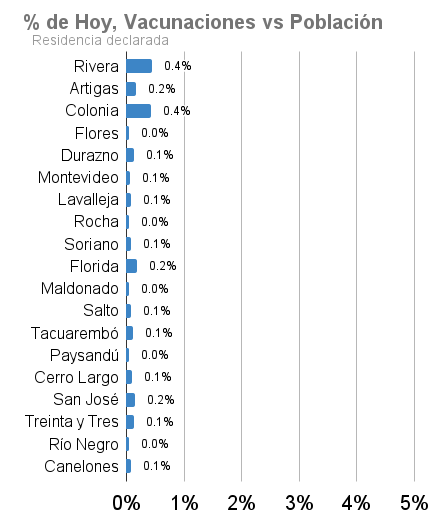 % de Hoy, Vacunaciones vs Población
Residencia declarada
Rivera 0.4%
Artigas 0.2%
Colonia 0.4%
Flores 0.0%
Durazno 0.1%
Montevideo 0.1%
Lavalleja 0.1%
Rocha 0.0%
Soriano 0.1%
Florida 0.2%
Maldonado 0.0%
Salto 0.1%
Tacuarembó 0.1%
Paysandú 0.0%
Cerro Largo 0.1%
San José 0.2%
Treinta y Tres 0.1%
Río Negro 0.0%
Canelones 0.1%
0% 1% 2% 3% 4% 5%